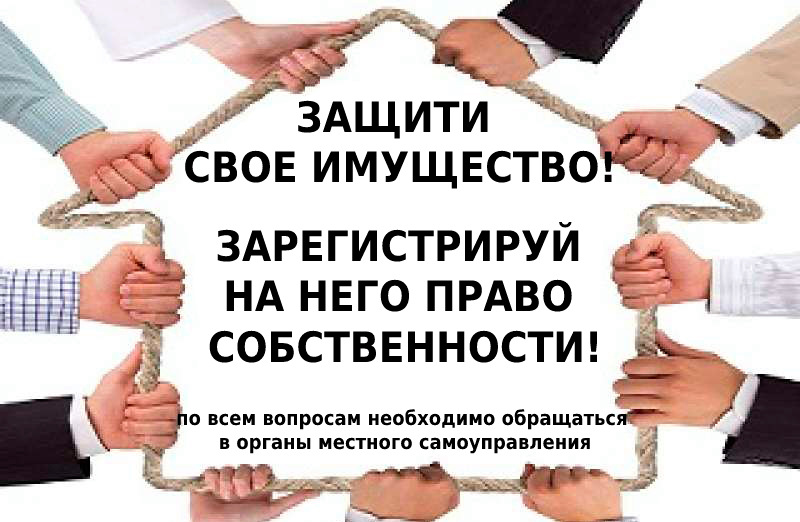 ЗАЩИТИ
СВОЕ ИМУЩЕСТВО!
ЗАРЕГИСТРИРУЙ
НА НЕГО ПРАВО
СОБСТВЕННОСТИ!
по всем вопросам необходимо обращаться
в органы местного самоуправления